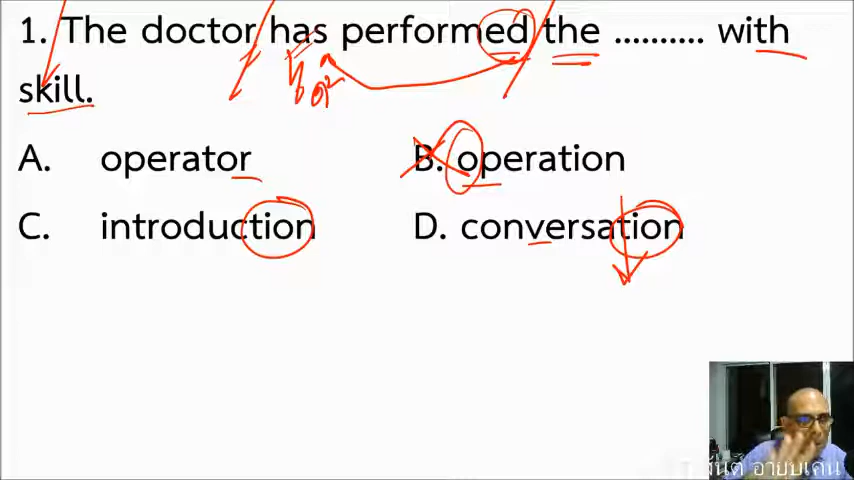 1. The doctor has performed the .......... with
skill.
A. operator B. operation
C. introduction D. conversation